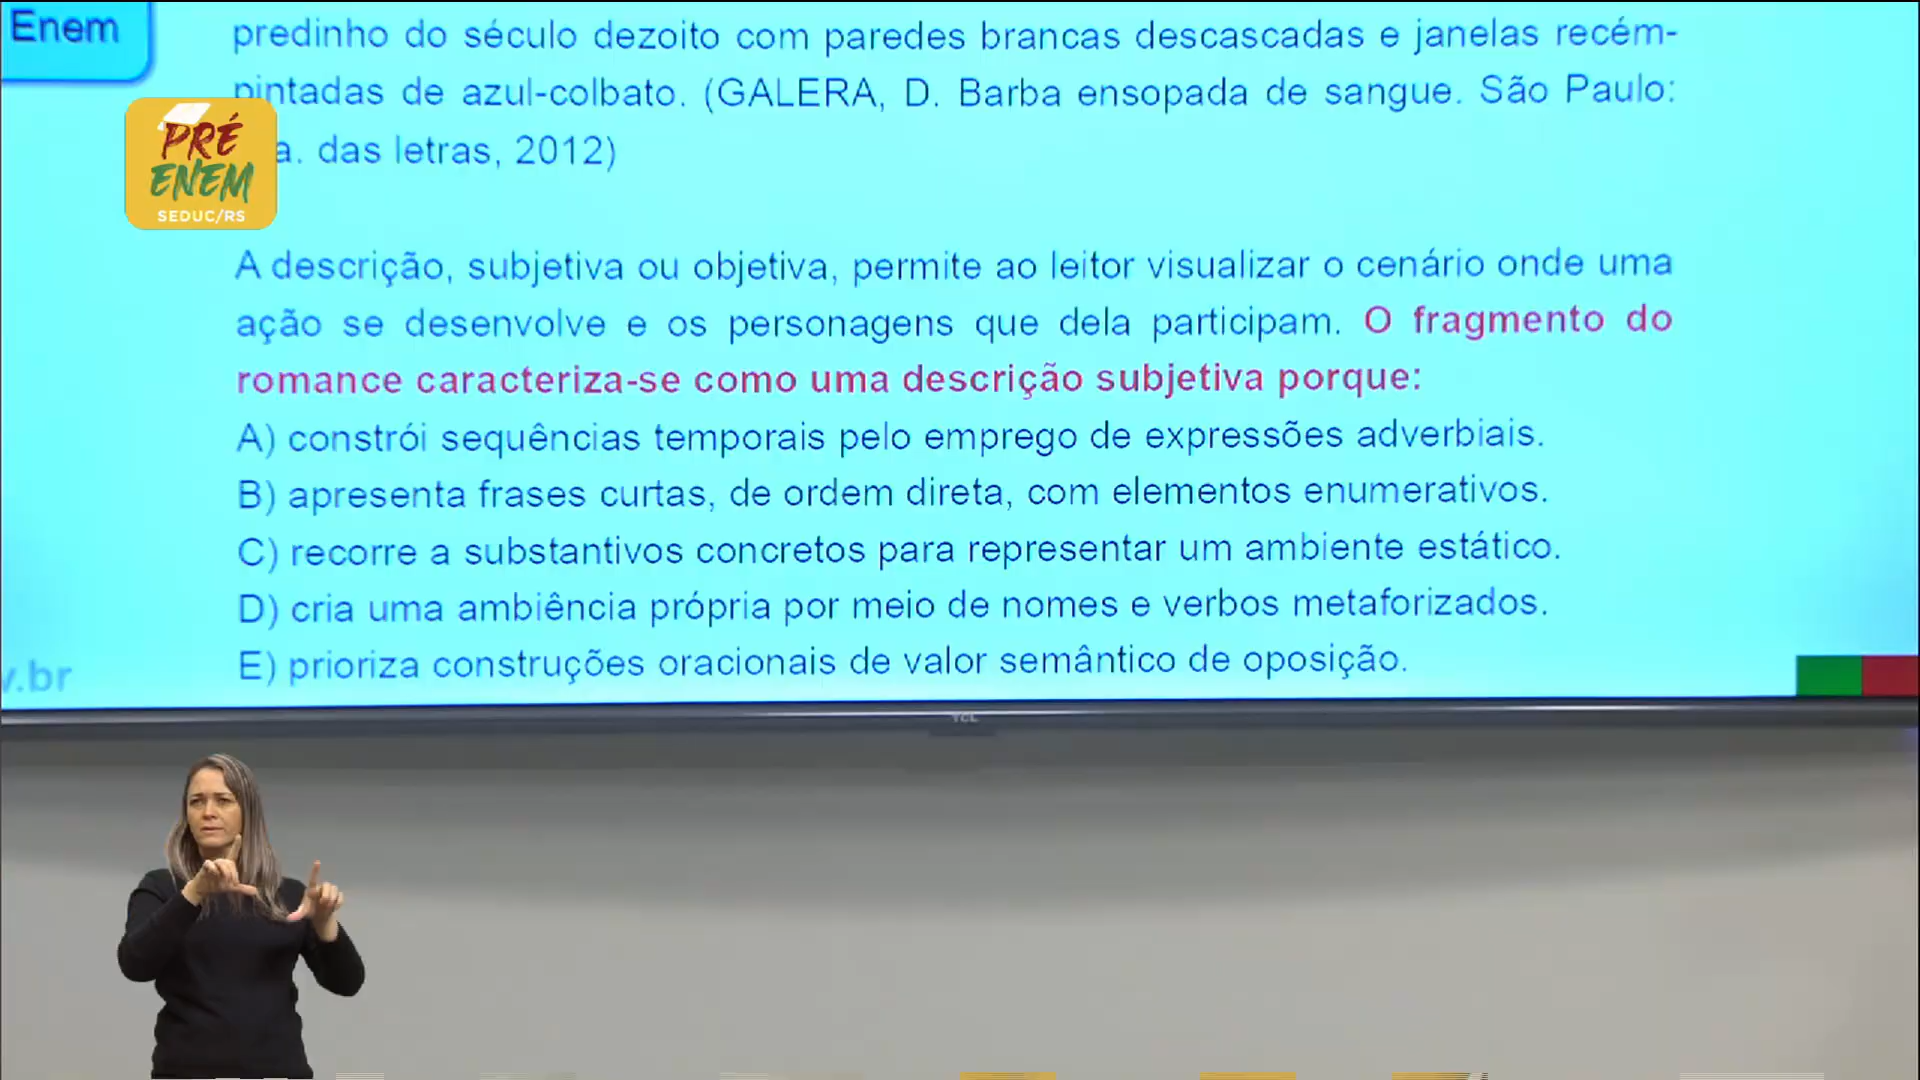 Enem
predinho do século dezoito com paredes brancas descascadas e janelas recém-
pintadas de azul-colbato. (GALERA, D. Barba ensopada de sangue. São Paulo:
a. das letras, 2012)
PRÉ
ENEM
SEDUC/RS
A descrição, subjetiva ou objetiva, permite ao leitor visualizar o cenário onde uma
ação se desenvolve e os personagens que dela participam. O fragmento do
romance caracteriza-se como uma descrição subjetiva porque:
A) constrói sequências temporais pelo emprego de expressões adverbiais.
B) apresenta frases curtas, de ordem direta, com elementos enumerativos.
C) recorre a substantivos concretos para representar um ambiente estático.
D) cria uma ambiência própria por meio de nomes e verbos metaforizados.
E) prioriza construções oracionais de valor semântico de oposição.
v.br
TCL